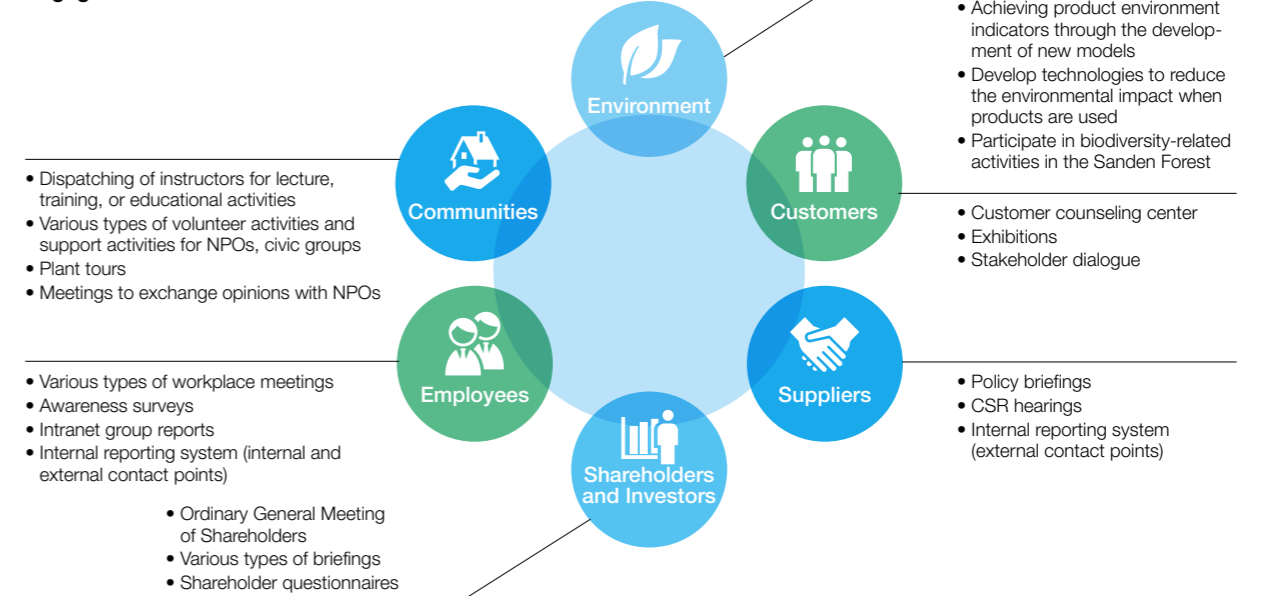 Environment
• Achieving product environment
indicators through the develop-
ment of new models
• Develop technologies to reduce
the environmental impact when
products are used
• Participate in biodiversity-related
activities in the Sanden Forest
Communities
• Dispatching of instructors for lecture,
training, or educational activities
• Various types of volunteer activities and
support activities for NPOs, civic groups
• Plant tours
• Meetings to exchange opinions with NPOs
Customers
• Customer counseling center
• Exhibitions
• Stakeholder dialogue
Employees
• Various types of workplace meetings
• Awareness surveys
• Intranet group reports
• Internal reporting system (internal and
external contact points)
Suppliers
• Policy briefings
• CSR hearings
• Internal reporting system
(external contact points)
Shareholders
and Investors
• Ordinary General Meeting
of Shareholders
• Various types of briefings
• Shareholder questionnaires